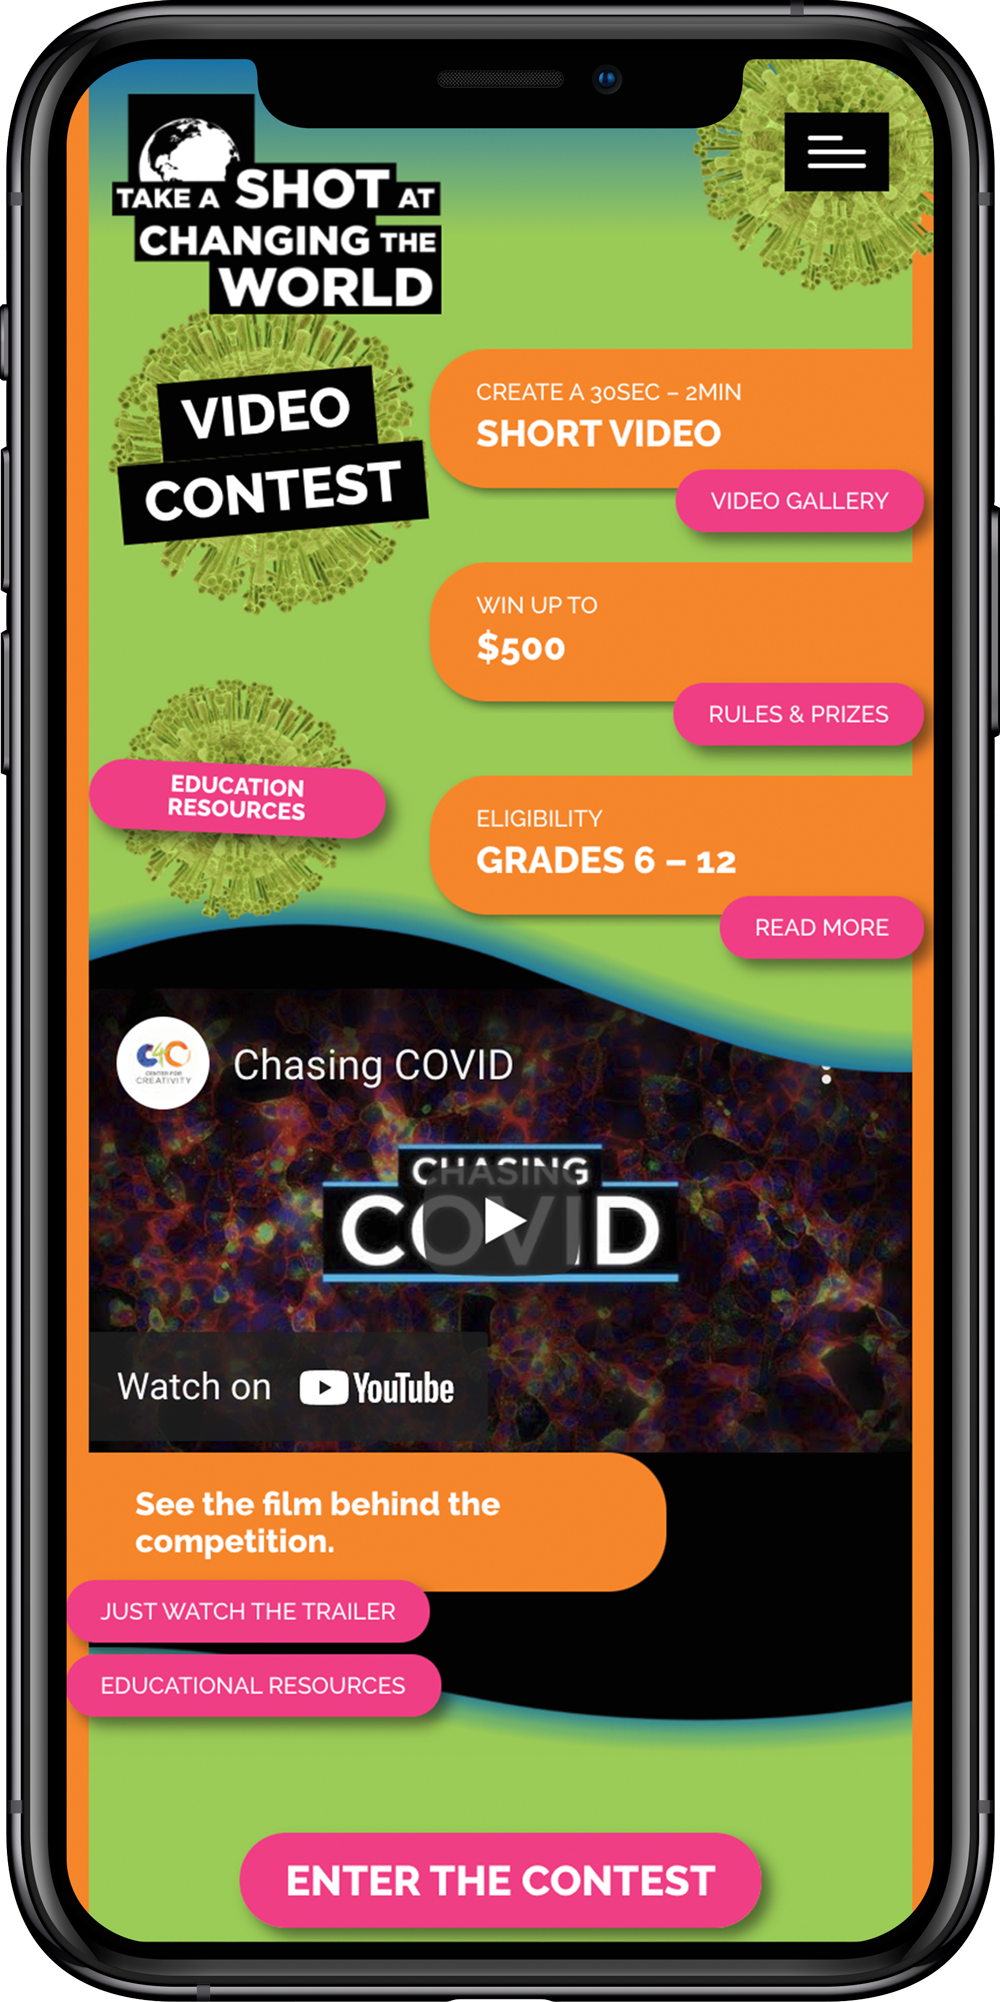 TAKE A SHOT AT
CHANGING THE
WORLD
VIDEO
CONTEST
CREATE A 30SEC – 2MIN
SHORT VIDEO
VIDEO GALLERY
WIN UP TO
$500
RULES & PRIZES
EDUCATION
RESOURCES
ELIGIBILITY
GRADES 6 – 12
READ MORE
C4C
CENTER FOR
CREATIVITY
Chasing COVID
CHASING
COVID
Watch on YouTube
See the film behind the
competition.
JUST WATCH THE TRAILER
EDUCATIONAL RESOURCES
ENTER THE CONTEST